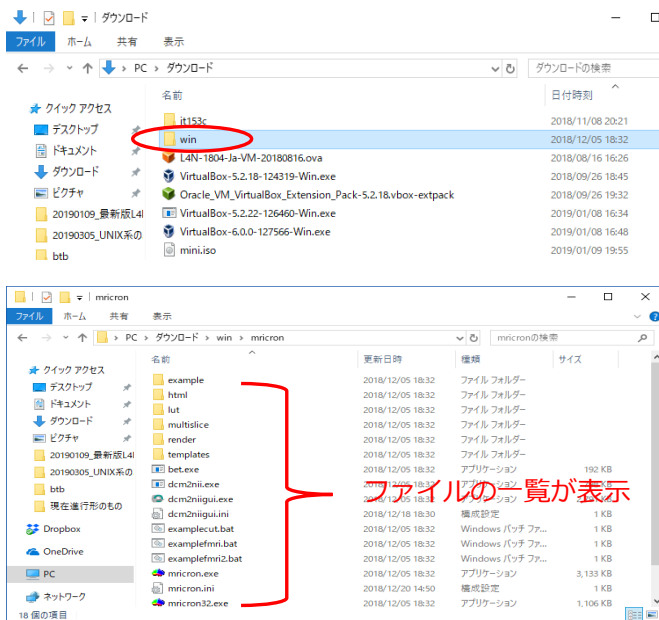 ダウンロード
ファイル ホーム 共有 表示
PC > ダウンロード ダウンロードの検索
名前 日付時刻
クイック アクセス
デスクトップ
ドキュメント
ダウンロード
ピクチャ
20190109_最新版L4I
20190305_UNIX系の
btb
it153c 2018/11/08 20:21
win 2018/12/05 18:32
L4N-1804-Ja-VM-20180816.ova 2018/08/16 16:26
VirtualBox-5.2.18-124319-Win.exe 2018/09/26 18:45
Oracle_VM_VirtualBox_Extension_Pack-5.2.18.vbox-extpack 2018/09/26 19:32
VirtualBox-5.2.22-126460-Win.exe 2019/01/08 16:34
VirtualBox-6.0.0-127566-Win.exe 2019/01/08 16:48
mini.iso 2019/01/09 19:55
mricron
ファイル ホーム 共有 表示
PC > ダウンロード > win > mricron mricronの検索
名前 更新日時 種類 サイズ
クイック アクセス
デスクトップ
ドキュメント
ダウンロード
ピクチャ
20190109_最新版L4I
20190305_UNIX系の
btb
現在進行形のもの
Dropbox
OneDrive
PC
ネットワーク
example 2018/12/05 18:32 ファイル フォルダー
html 2018/12/05 18:32 ファイル フォルダー
lut 2018/12/05 18:32 ファイル フォルダー
multislice 2018/12/05 18:32 ファイル フォルダー
render 2018/12/05 18:32 ファイル フォルダー
templates 2018/12/05 18:32 ファイル フォルダー
bet.exe 2018/12/05 18:32 アプリケーション 192 KB
dcm2nii.exe 2018/12/05 18:32 アプリケーション
dcm2niigui.exe 2018/12/05 18:32 アプリケーション
dcm2niigui.ini 2018/12/18 18:30 構成設定 1 KB
examplecut.bat 2018/12/05 18:32 Windows バッチ ファ... 1 KB
examplefmri.bat 2018/12/05 18:32 Windows バッチ ファ... 1 KB
examplefmri2.bat 2018/12/05 18:32 Windows バッチ ファ... 1 KB
mricron.exe 2018/12/05 18:32 アプリケーション 3,133 KB
mricron.ini 2018/12/20 14:50 構成設定 1 KB
mricron32.exe 2018/12/05 18:32 アプリケーション 1,106 KB
ファイルの一覧が表示
18 個の項目